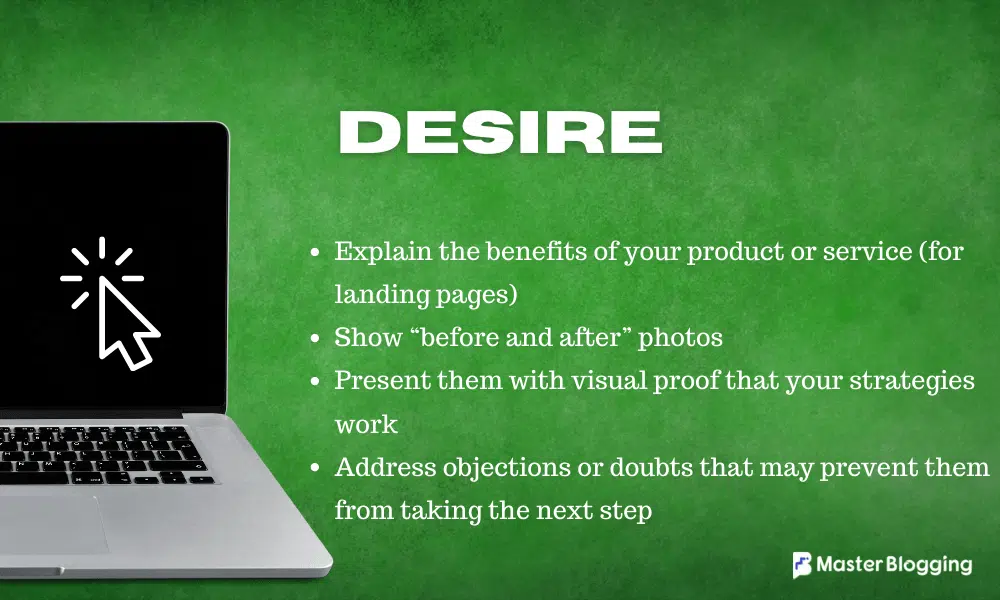 DESIRE
• Explain the benefits of your product or service (for
landing pages)
• Show “before and after” photos
• Present them with visual proof that your strategies
work
• Address objections or doubts that may prevent them
from taking the next step
MasterBlogging